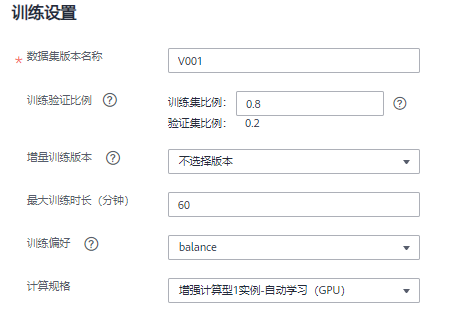 训练设置
* 数据集版本名称 V001
训练验证比例 ? 训练集比例: 0.8 ?
验证集比例: 0.2
增量训练版本 ? 不选择版本
最大训练时长（分钟） 60
训练偏好 ? balance
计算规格 增强计算型1实例-自动学习（GPU）